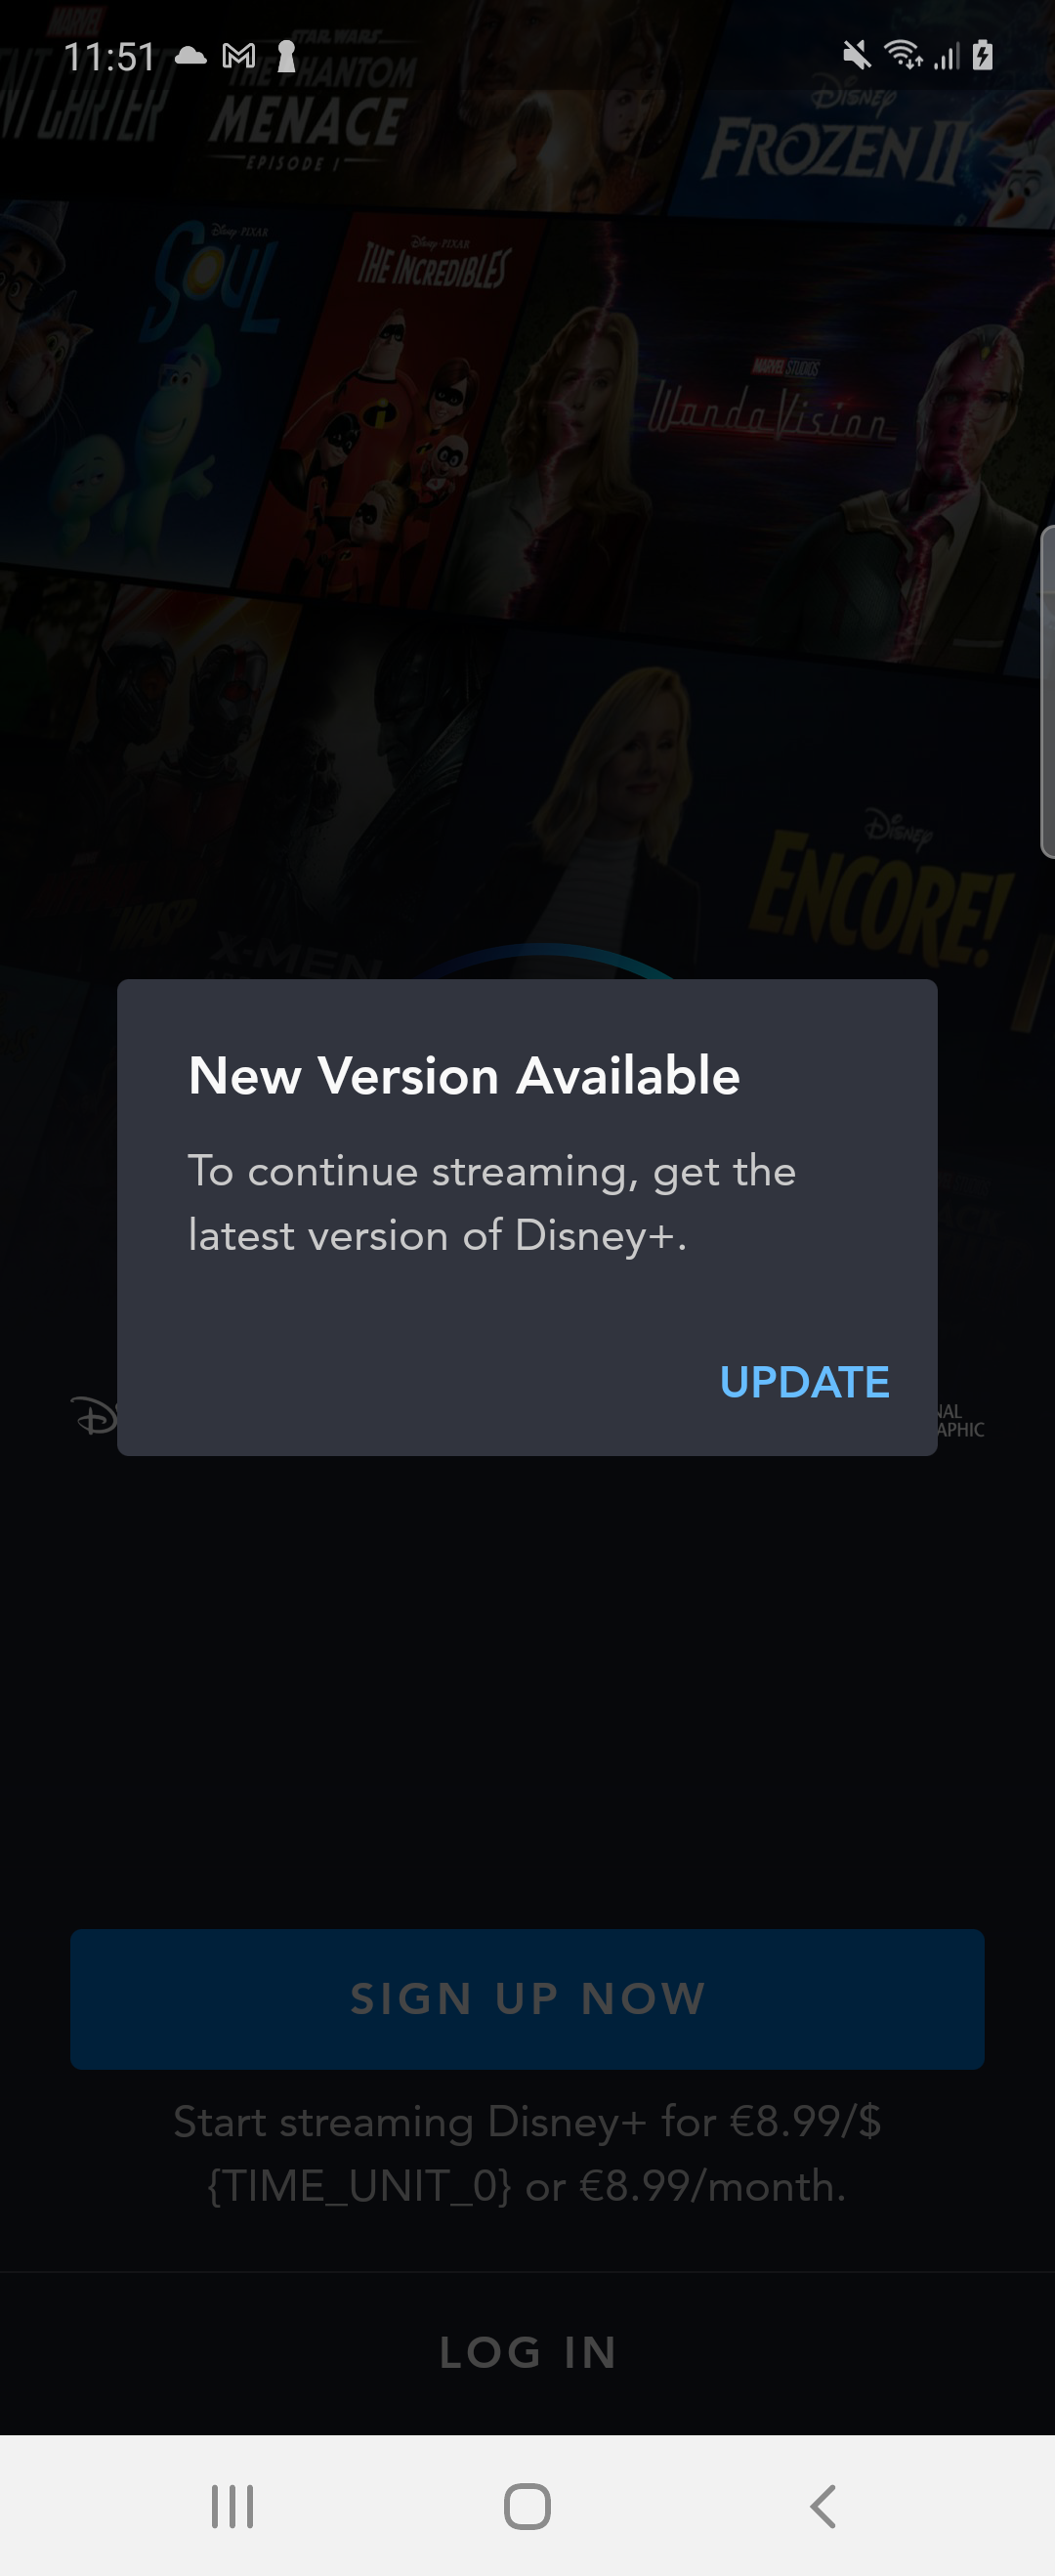 11:51
MARVEL
STAR WARS
THE PHANTOM
MENACE
EPISODE I
Disney
FROZEN II
Disney·PIXAR
SOUL
Disney·PIXAR
THE INCREDIBLES
MARVEL STUDIOS
WandaVision
Disney
ENCORE!
WASP
X-MEN
New Version Available
To continue streaming, get the
latest version of Disney+.
UPDATE
NAL
APHIC
SIGN UP NOW
Start streaming Disney+ for €8.99/$
{TIME_UNIT_0} or €8.99/month.
LOG IN